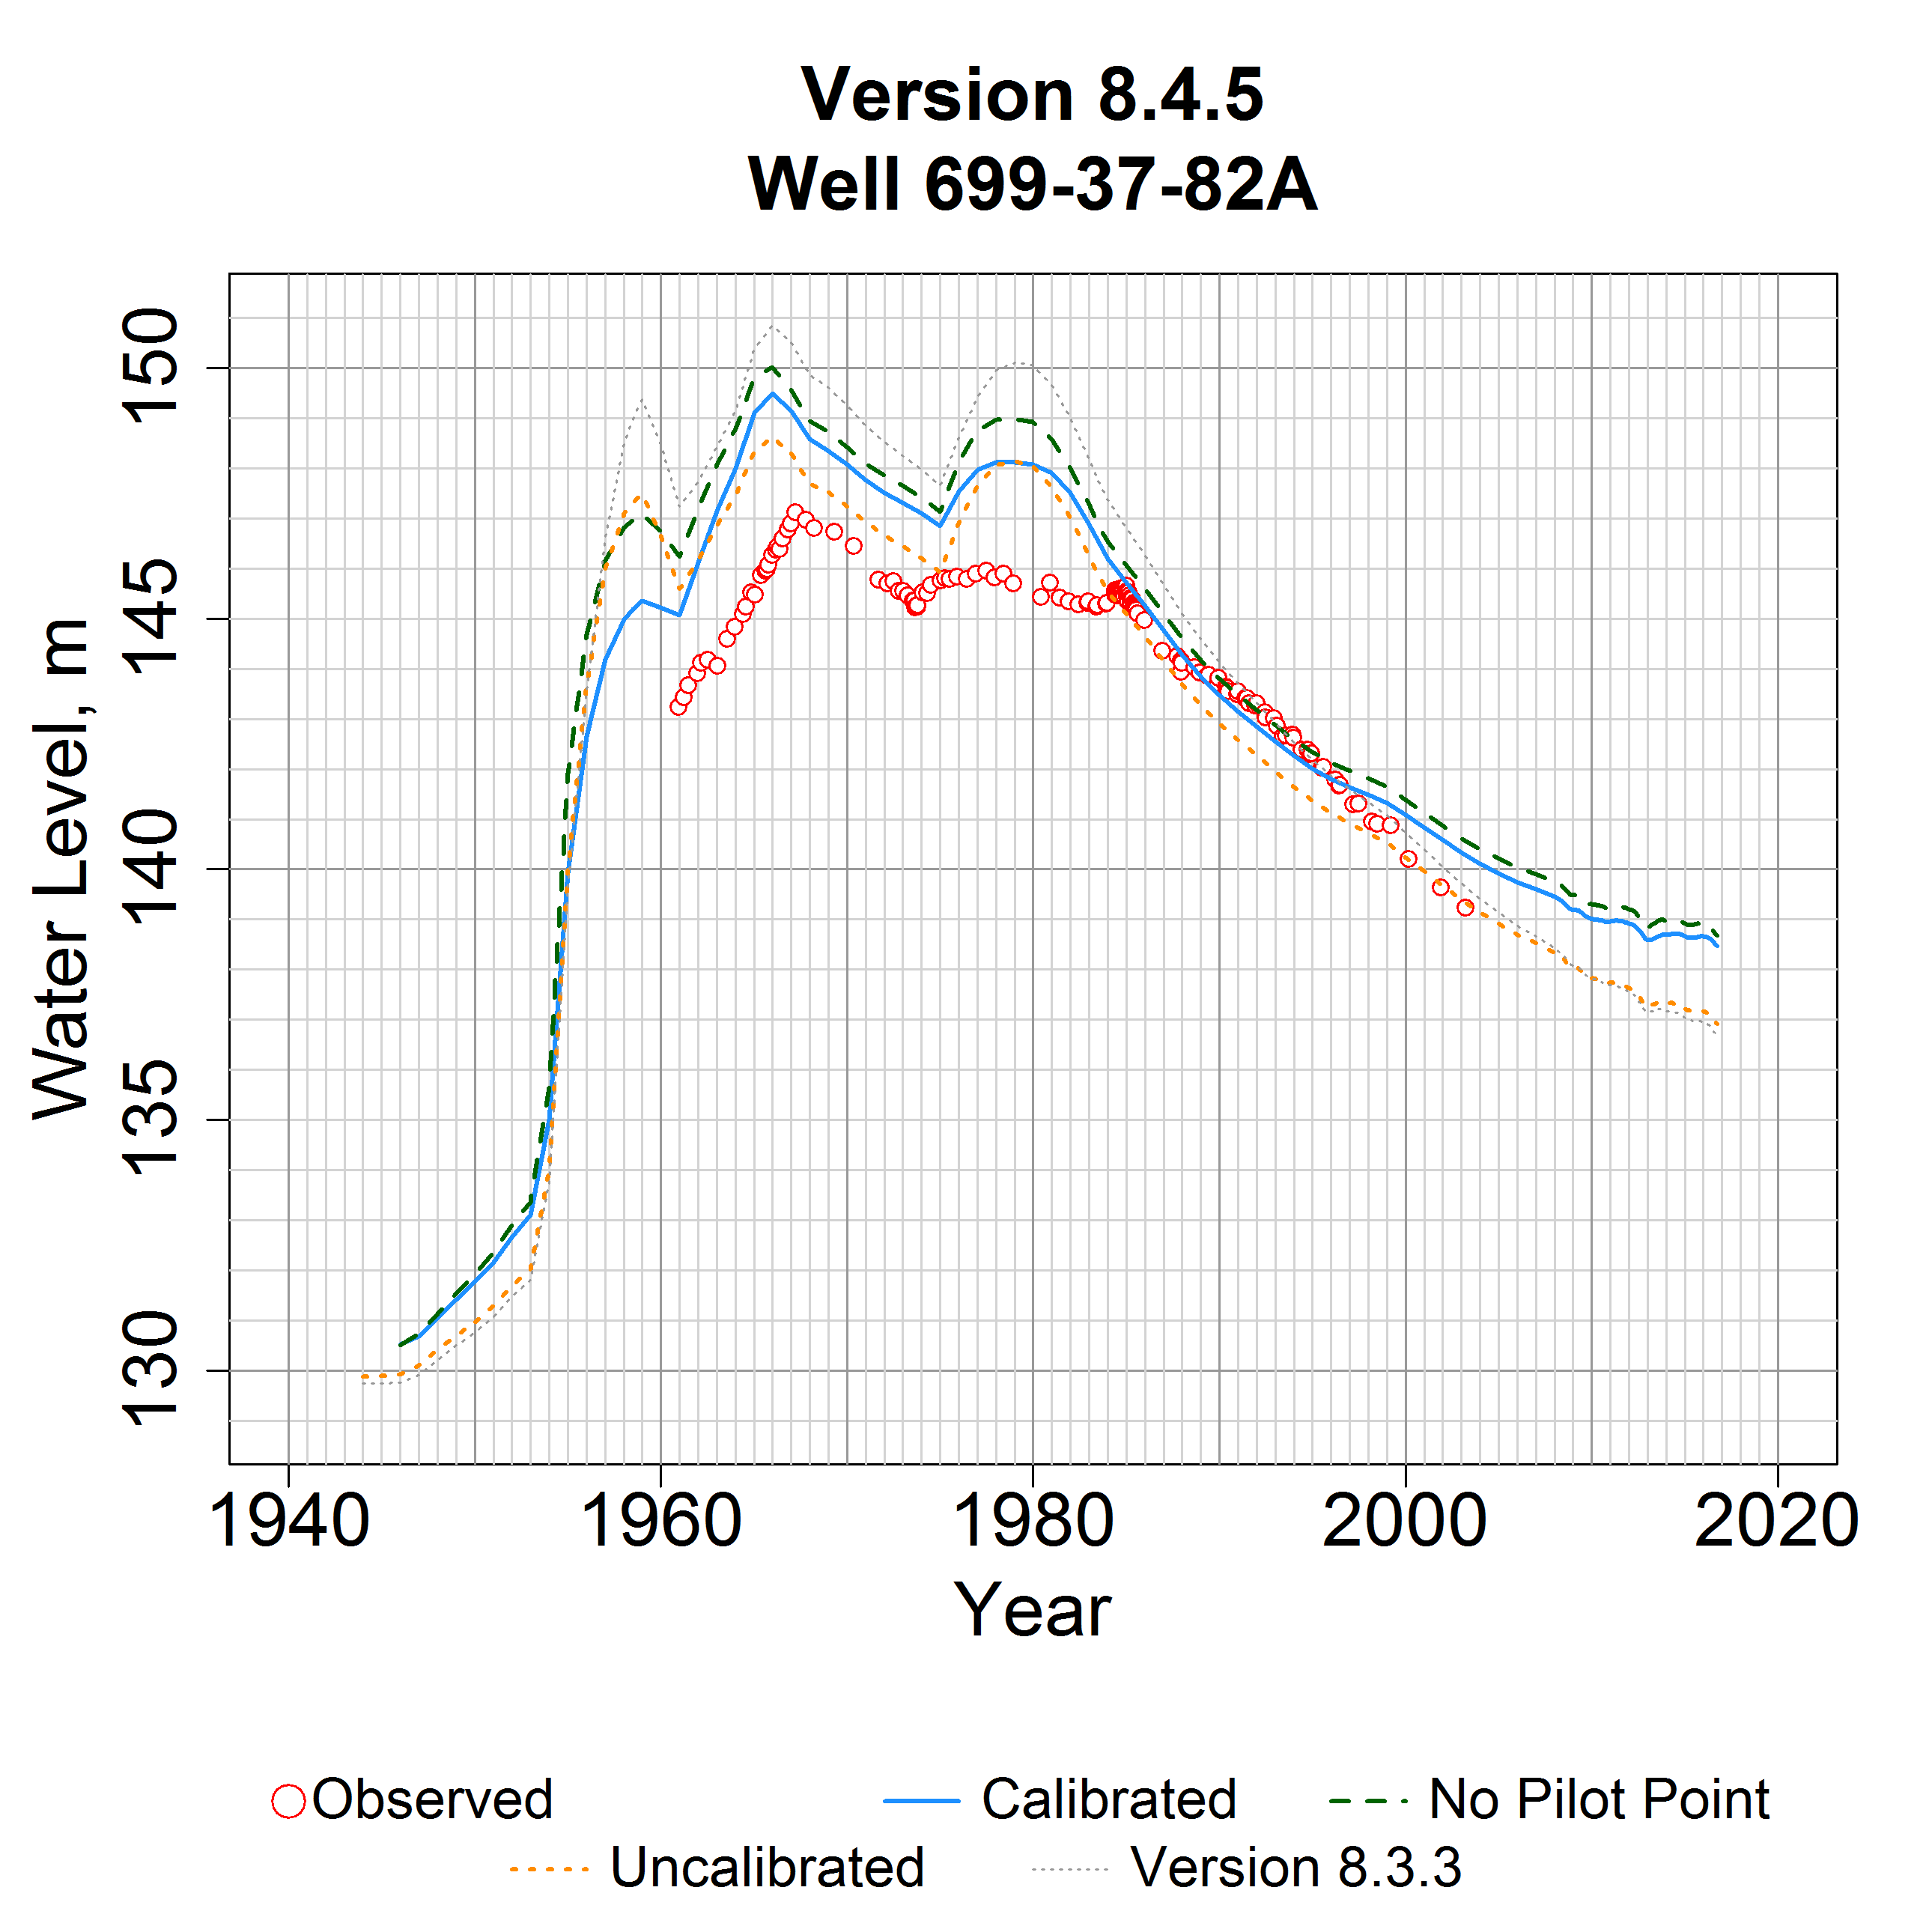 Version 8.4.5
Well 699-37-82A
Water Level, m
150
145
140
135
130
1940 1960 1980 2000 2020
Year
Observed Calibrated No Pilot Point
Uncalibrated Version 8.3.3